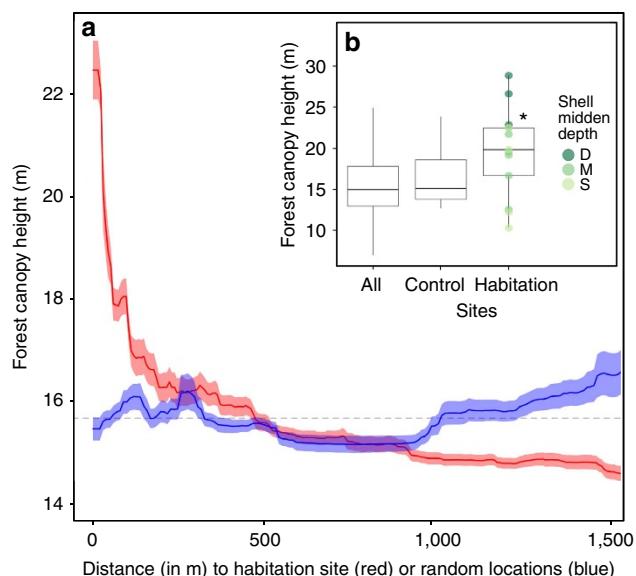 a
22
20
18
16
14
Forest canopy height (m)
0
500
1,000
1,500
Distance (in m) to habitation site (red) or random locations (blue)
b
30
25
20
15
10
Forest canopy height (m)
*
All
Control
Habitation
Sites
Shell
midden
depth
D
M
S